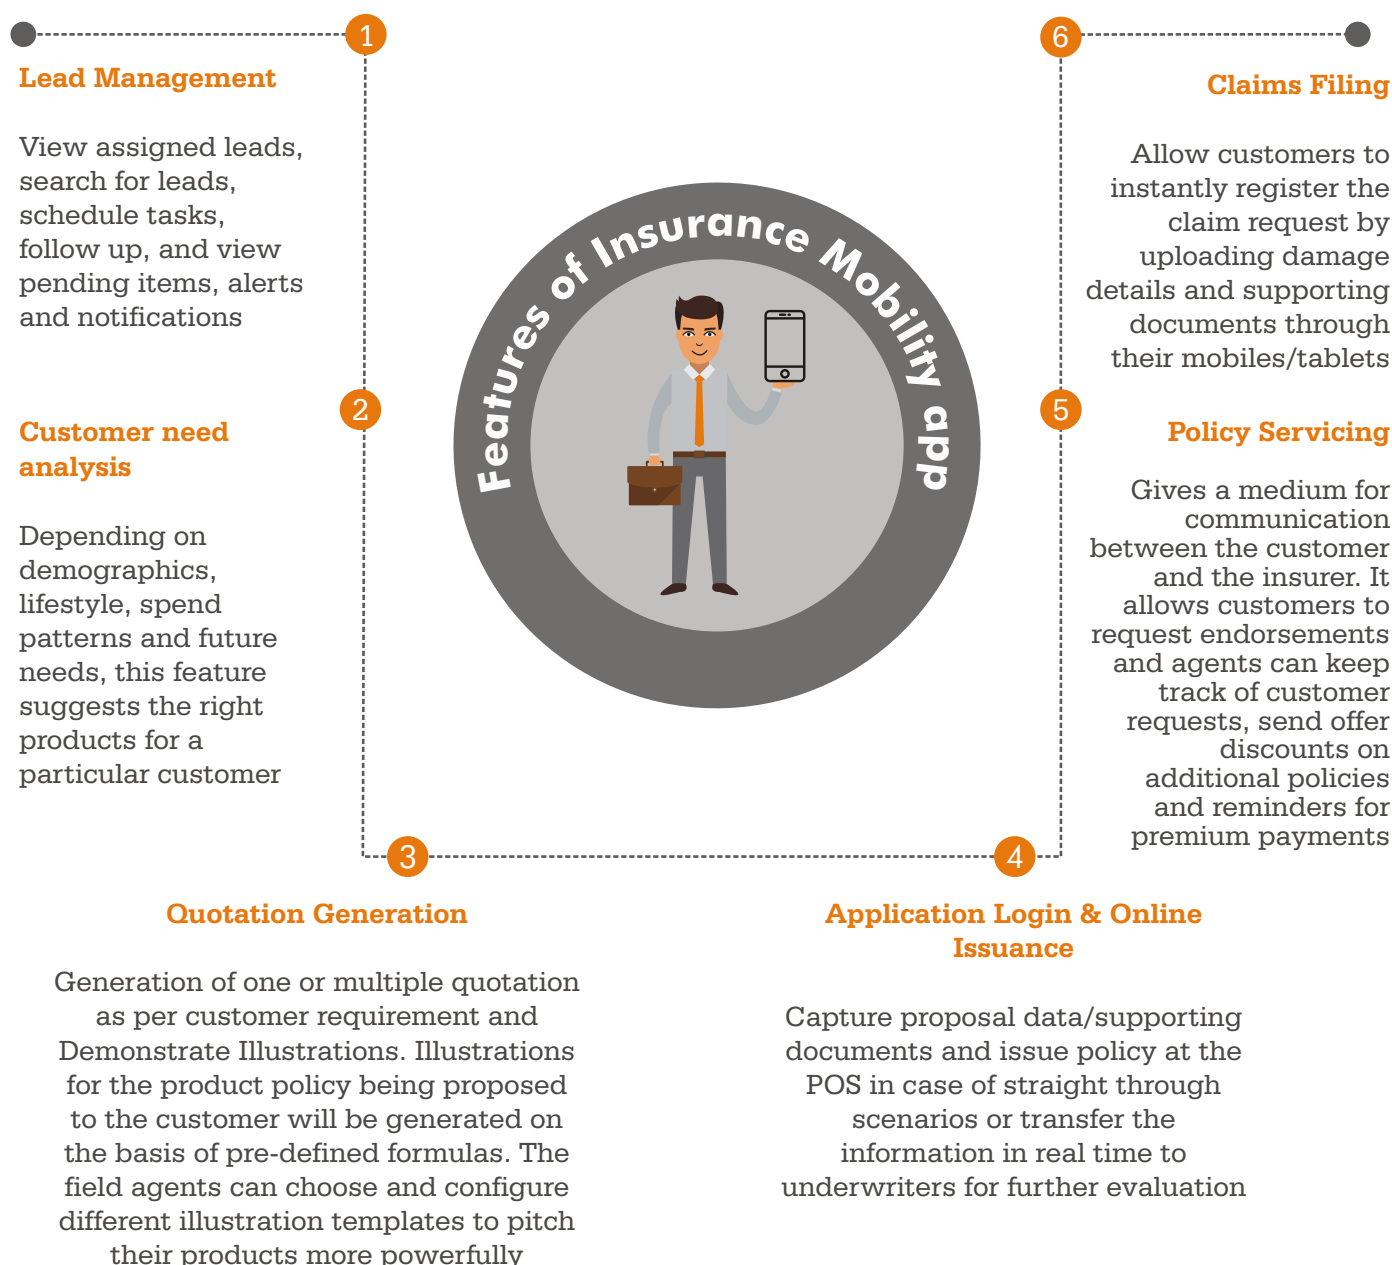 1
Lead Management
View assigned leads,
search for leads,
schedule tasks,
follow up, and view
pending items, alerts
and notifications
2
Customer need
analysis
Depending on
demographics,
lifestyle, spend
patterns and future
needs, this feature
suggests the right
products for a
particular customer
Features of Insurance Mobility app
3
Quotation Generation
Generation of one or multiple quotation
as per customer requirement and
Demonstrate Illustrations. Illustrations
for the product policy being proposed
to the customer will be generated on
the basis of pre-defined formulas. The
field agents can choose and configure
different illustration templates to pitch
their products more powerfully
4
Application Login & Online
Issuance
Capture proposal data/supporting
documents and issue policy at the
POS in case of straight through
scenarios or transfer the
information in real time to
underwriters for further evaluation
5
Policy Servicing
Gives a medium for
communication
between the customer
and the insurer. It
allows customers to
request endorsements
and agents can keep
track of customer
requests, send offer
discounts on
additional policies
and reminders for
premium payments
6
Claims Filing
Allow customers to
instantly register the
claim request by
uploading damage
details and supporting
documents through
their mobiles/tablets